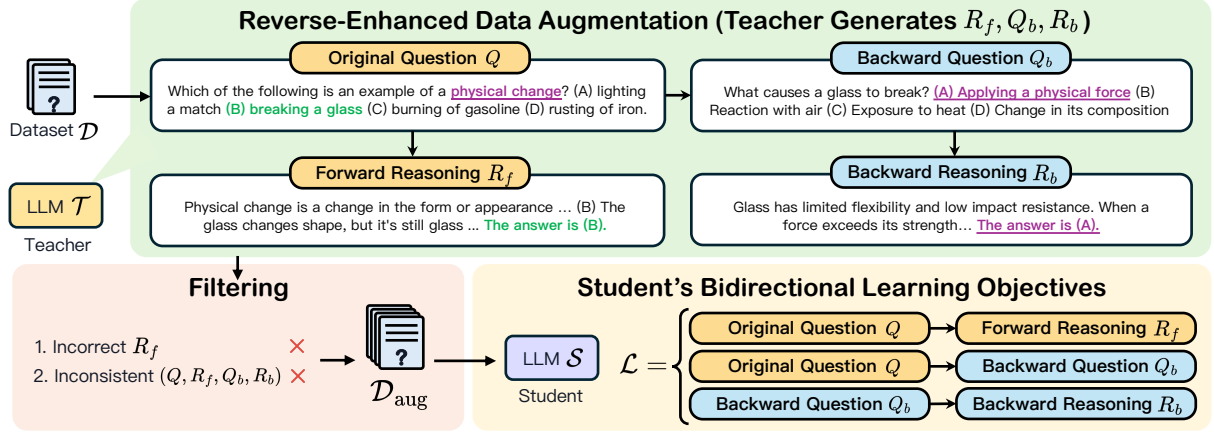 Reverse-Enhanced Data Augmentation (Teacher Generates R_f, Q_b, R_b)
Dataset D
Original Question Q
Which of the following is an example of a physical change? (A) lighting
a match (B) breaking a glass (C) burning of gasoline (D) rusting of iron.
Backward Question Q_b
What causes a glass to break? (A) Applying a physical force (B)
Reaction with air (C) Exposure to heat (D) Change in its composition
LLM T
Teacher
Forward Reasoning R_f
Physical change is a change in the form or appearance ... (B) The
glass changes shape, but it's still glass ... The answer is (B).
Backward Reasoning R_b
Glass has limited flexibility and low impact resistance. When a
force exceeds its strength... The answer is (A).
Filtering
1. Incorrect R_f ✕
2. Inconsistent (Q, R_f, Q_b, R_b) ✕
?
D_aug
Student's Bidirectional Learning Objectives
LLM S
Student
L =
Original Question Q
Forward Reasoning R_f
Original Question Q
Backward Question Q_b
Backward Question Q_b
Backward Reasoning R_b